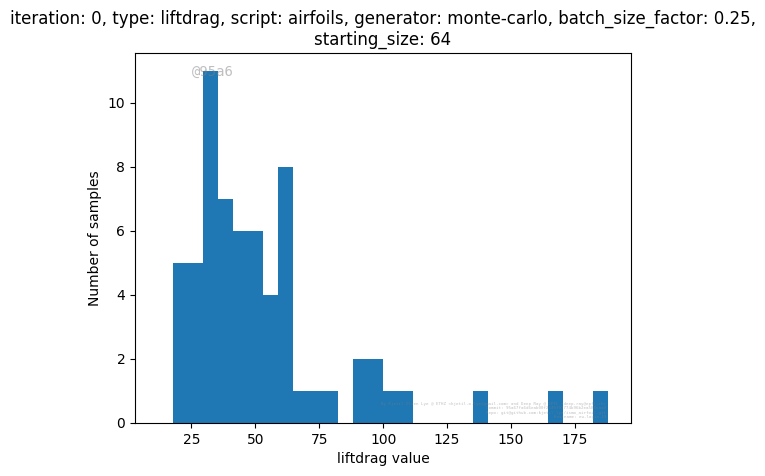 iteration: 0, type: liftdrag, script: airfoils, generator: monte-carlo, batch_size_factor: 0.25,
starting_size: 64
@95a6
10
8
6
4
2
0
Number of samples
25 50 75 100 125 150 175
liftdrag value